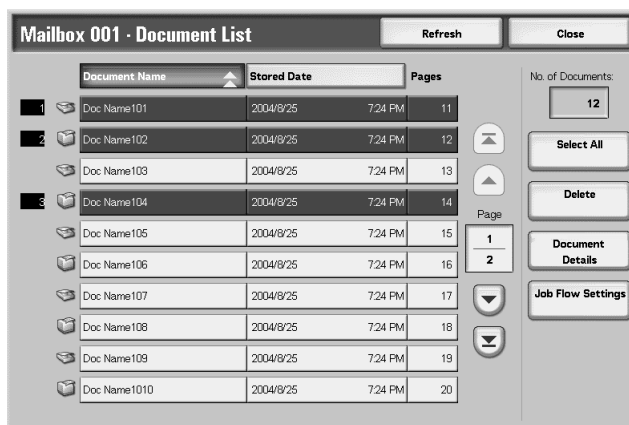 Mailbox 001 - Document List
Refresh
Close
Document Name
Stored Date
Pages
No. of Documents:
12
1 Doc Name101 2004/8/25 7:24 PM 11
2 Doc Name102 2004/8/25 7:24 PM 12
Doc Name103 2004/8/25 7:24 PM 13
3 Doc Name104 2004/8/25 7:24 PM 14
Doc Name105 2004/8/25 7:24 PM 15
Doc Name106 2004/8/25 7:24 PM 16
Doc Name107 2004/8/25 7:24 PM 17
Doc Name108 2004/8/25 7:24 PM 18
Doc Name109 2004/8/25 7:24 PM 19
Doc Name1010 2004/8/25 7:24 PM 20
Page
1
2
Select All
Delete
Document
Details
Job Flow Settings